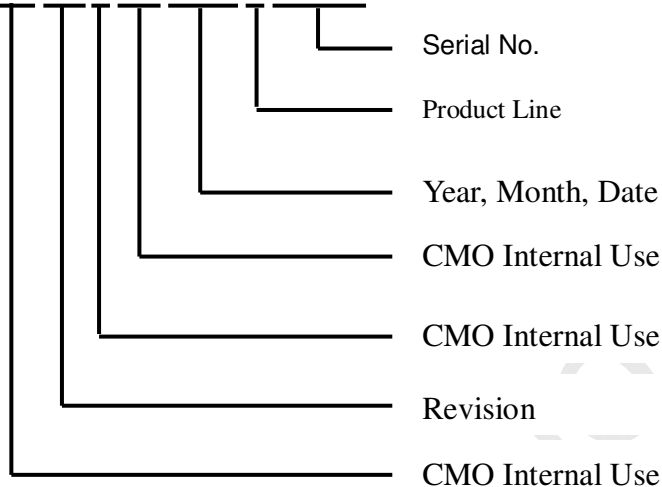 Serial No.
Product Line
Year, Month, Date
CMO Internal Use
CMO Internal Use
Revision
CMO Internal Use